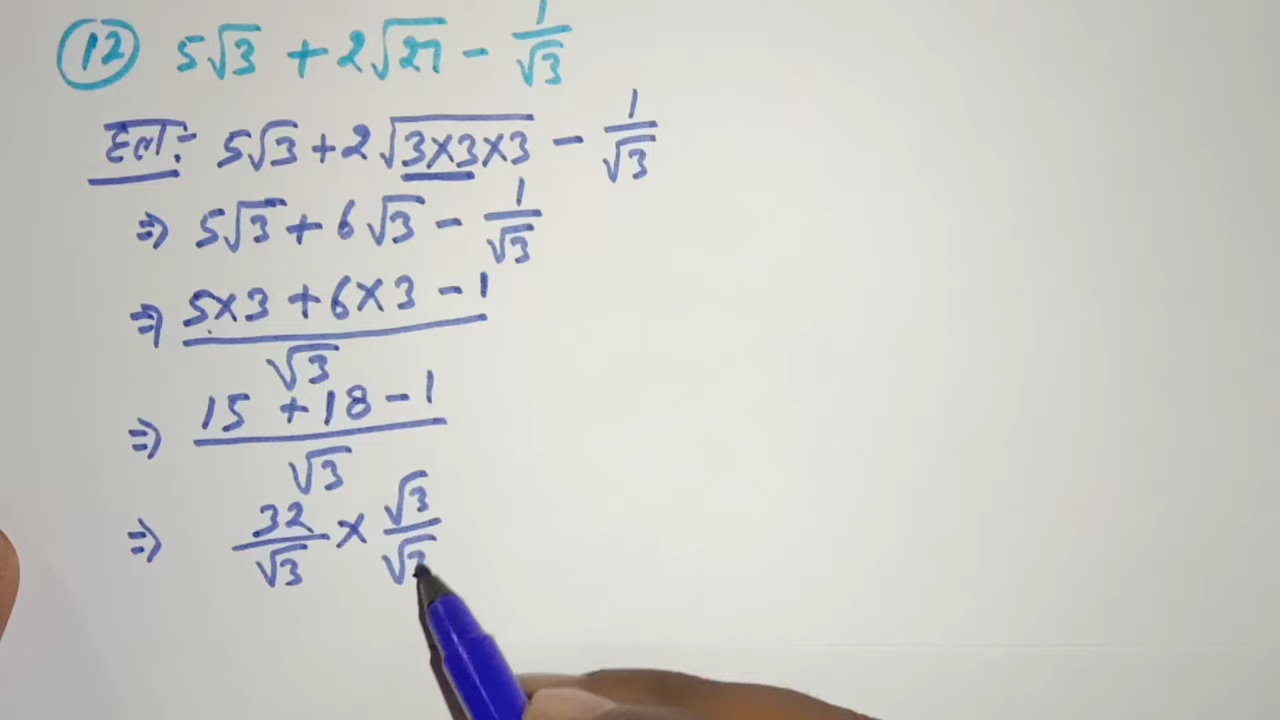 12 5√3 + 2√27 - 1/√3
हल:- 5√3 + 2√3×3×3 - 1/√3
⇒ 5√3 + 6√3 - 1/√3
⇒ 5×3 + 6×3 - 1 / √3
⇒ 15 + 18 - 1 / √3
⇒ 32/√3 × √3/√3